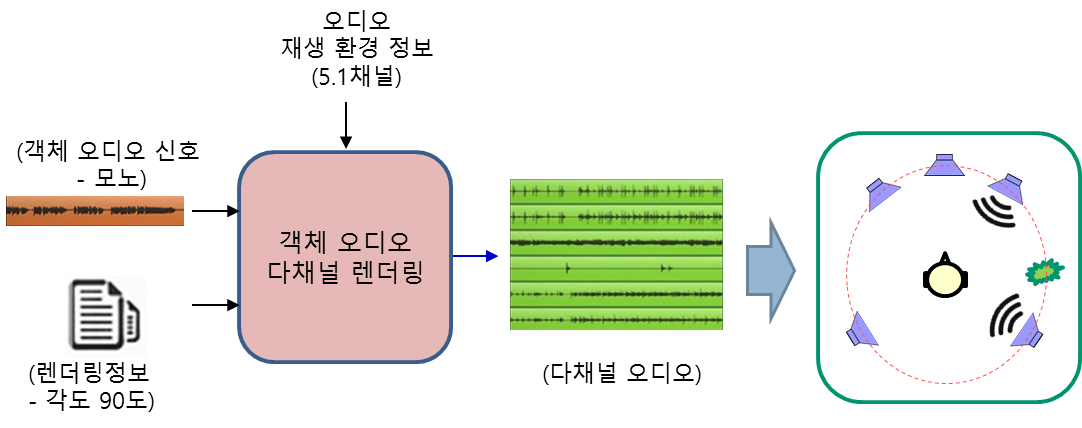 오디오
재생 환경 정보
(5.1채널)
(객체 오디오 신호
- 모노)
객체 오디오
다채널 렌더링
(렌더링정보
- 각도 90도)
(다채널 오디오)